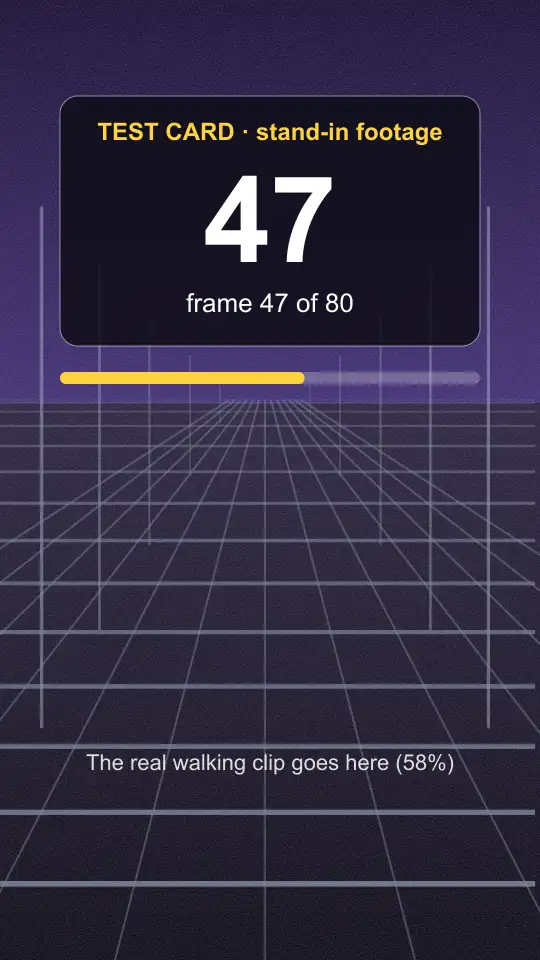 TEST CARD · stand-in footage
47
frame 47 of 80
The real walking clip goes here (58%)